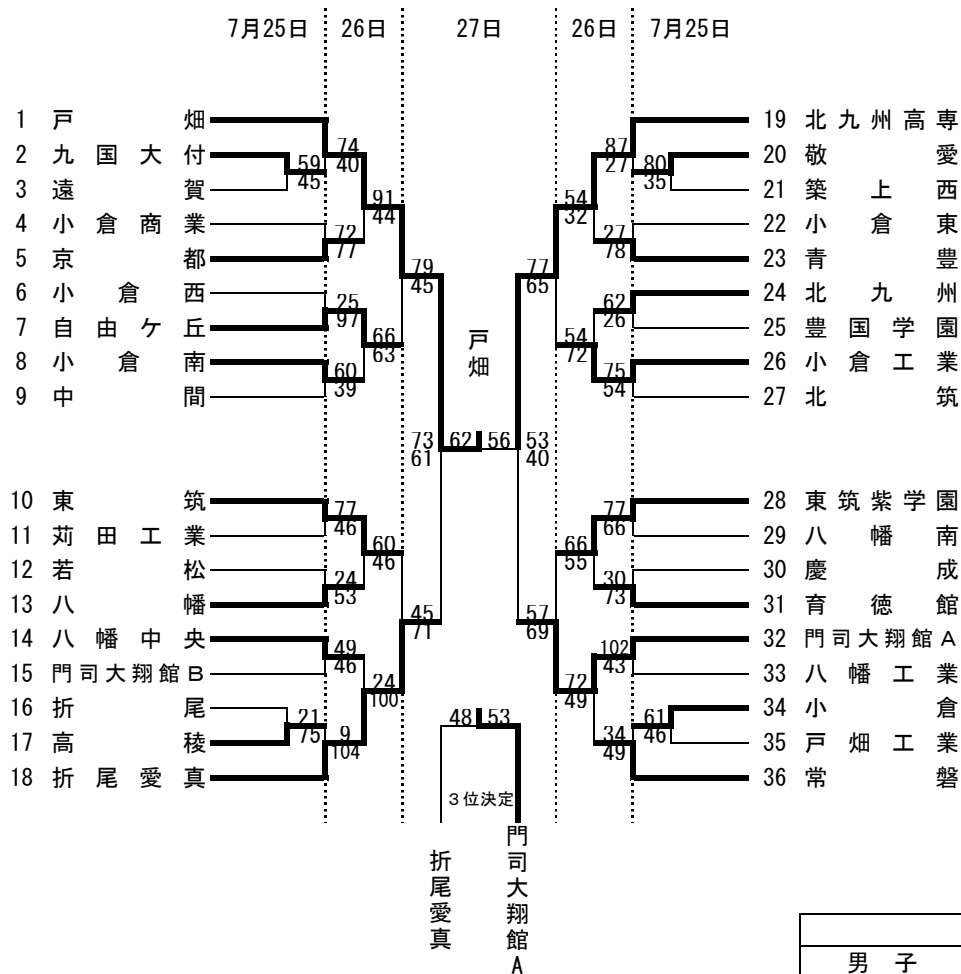 7月25日 26日 27日 26日 7月25日
1 戸畑 19 北九州高専
74 87
2 九国大付 20 敬愛
59 40 27 80
3 遠賀 45 35 21 築上西
91 54
4 小倉商業 44 32 22 小倉東
72 27
5 京都 77 78 23 青豊
79 77
6 小倉西 45 65 24 北九州
25 62
7 自由ケ丘 97 26 25 豊国学園
66 54
8 小倉南 63 72 26 小倉工業
60 75
9 中間 39 54 27 北筑
戸畑
73 62 56 53
61 40
10 東筑 28 東筑紫学園
77 77
11 苅田工業 46 66 29 八幡南
60 66
12 若松 46 55 30 慶成
24 30
13 八幡 53 73 31 育徳館
45 57
14 八幡中央 71 69 32 門司大翔館A
49 102
15 門司大翔館B 46 43 33 八幡工業
24 72
16 折尾 100 49 34 小倉
21 48 53 61
17 高稜 75 9 34 46 35 戸畑工業
104 49
18 折尾愛真 36 常磐
3位決定
折尾愛真
門司大翔館A
男子